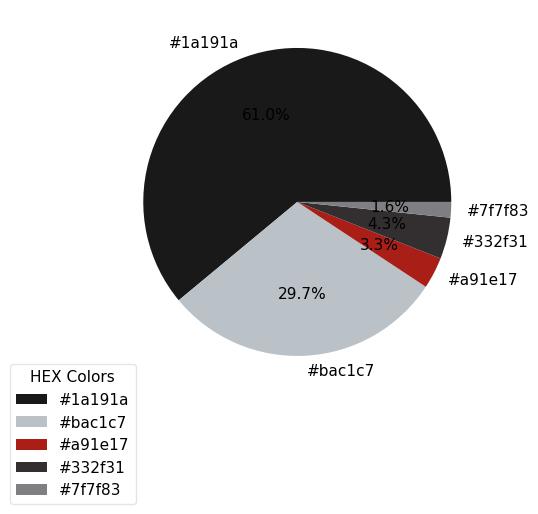 #1a191a
61.0%
1.6%
#7f7f83
4.3%
#332f31
3.3%
#a91e17
29.7%
#bac1c7
HEX Colors
#1a191a
#bac1c7
#a91e17
#332f31
#7f7f83